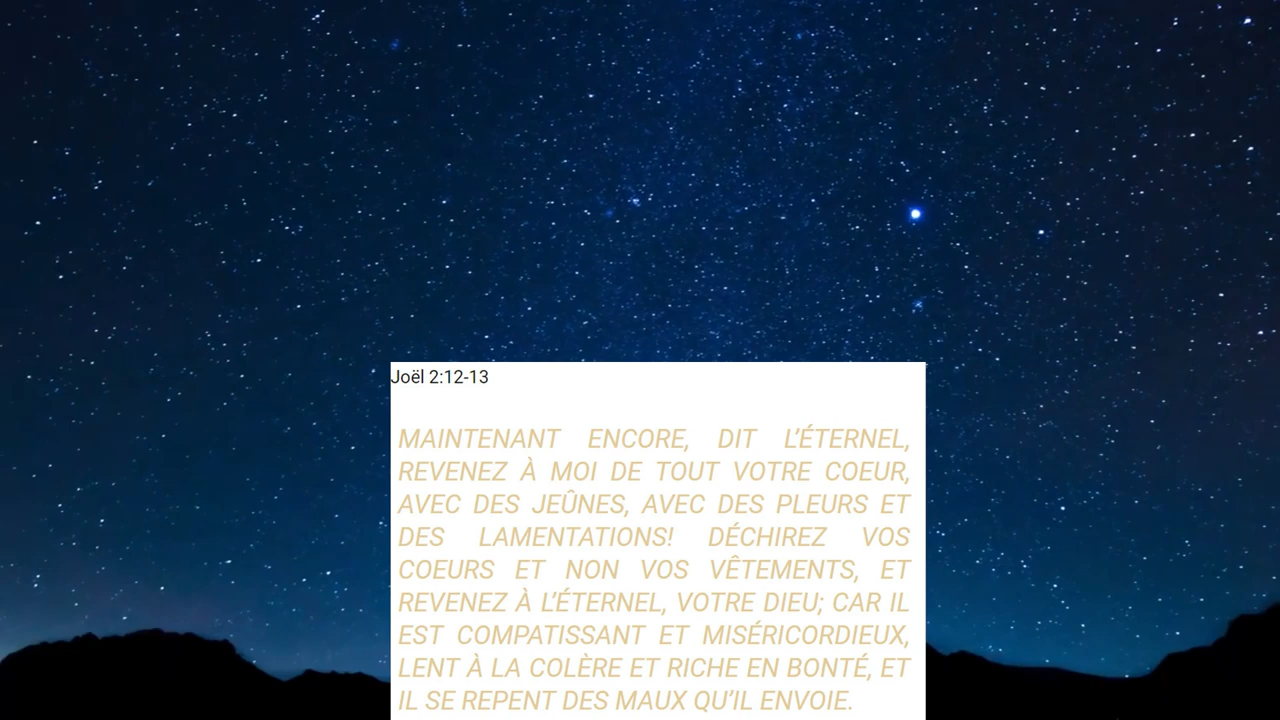 Joël 2:12-13
MAINTENANT ENCORE, DIT L’ÉTERNEL,
REVENEZ À MOI DE TOUT VOTRE COEUR,
AVEC DES JEÛNES, AVEC DES PLEURS ET
DES LAMENTATIONS! DÉCHIREZ VOS
COEURS ET NON VOS VÊTEMENTS, ET
REVENEZ À L’ÉTERNEL, VOTRE DIEU; CAR IL
EST COMPATISSANT ET MISÉRICORDIEUX,
LENT À LA COLÈRE ET RICHE EN BONTÉ, ET
IL SE REPENT DES MAUX QU’IL ENVOIE.